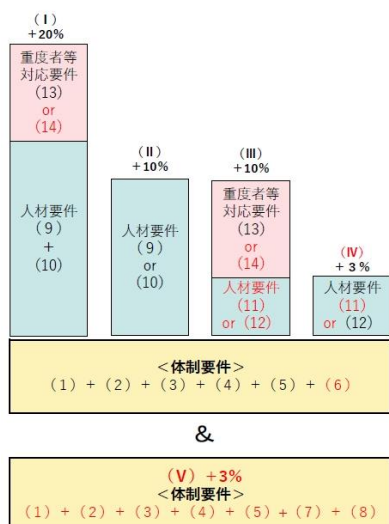 (Ⅰ)
+20%
重度者等
対応要件
(13)
or
(14)
人材要件
(9)
+
(10)
(Ⅱ)
+10%
人材要件
(9)
or
(10)
(Ⅲ)
+10%
重度者等
対応要件
(13)
or
(14)
人材要件
(11)
or (12)
(Ⅳ)
+3%
人材要件
(11)
or (12)
<体制要件>
(1) + (2) + (3) + (4) + (5) + (6)
&
(Ⅴ) +3%
<体制要件>
(1) + (2) + (3) + (4) + (5) + (7) + (8)